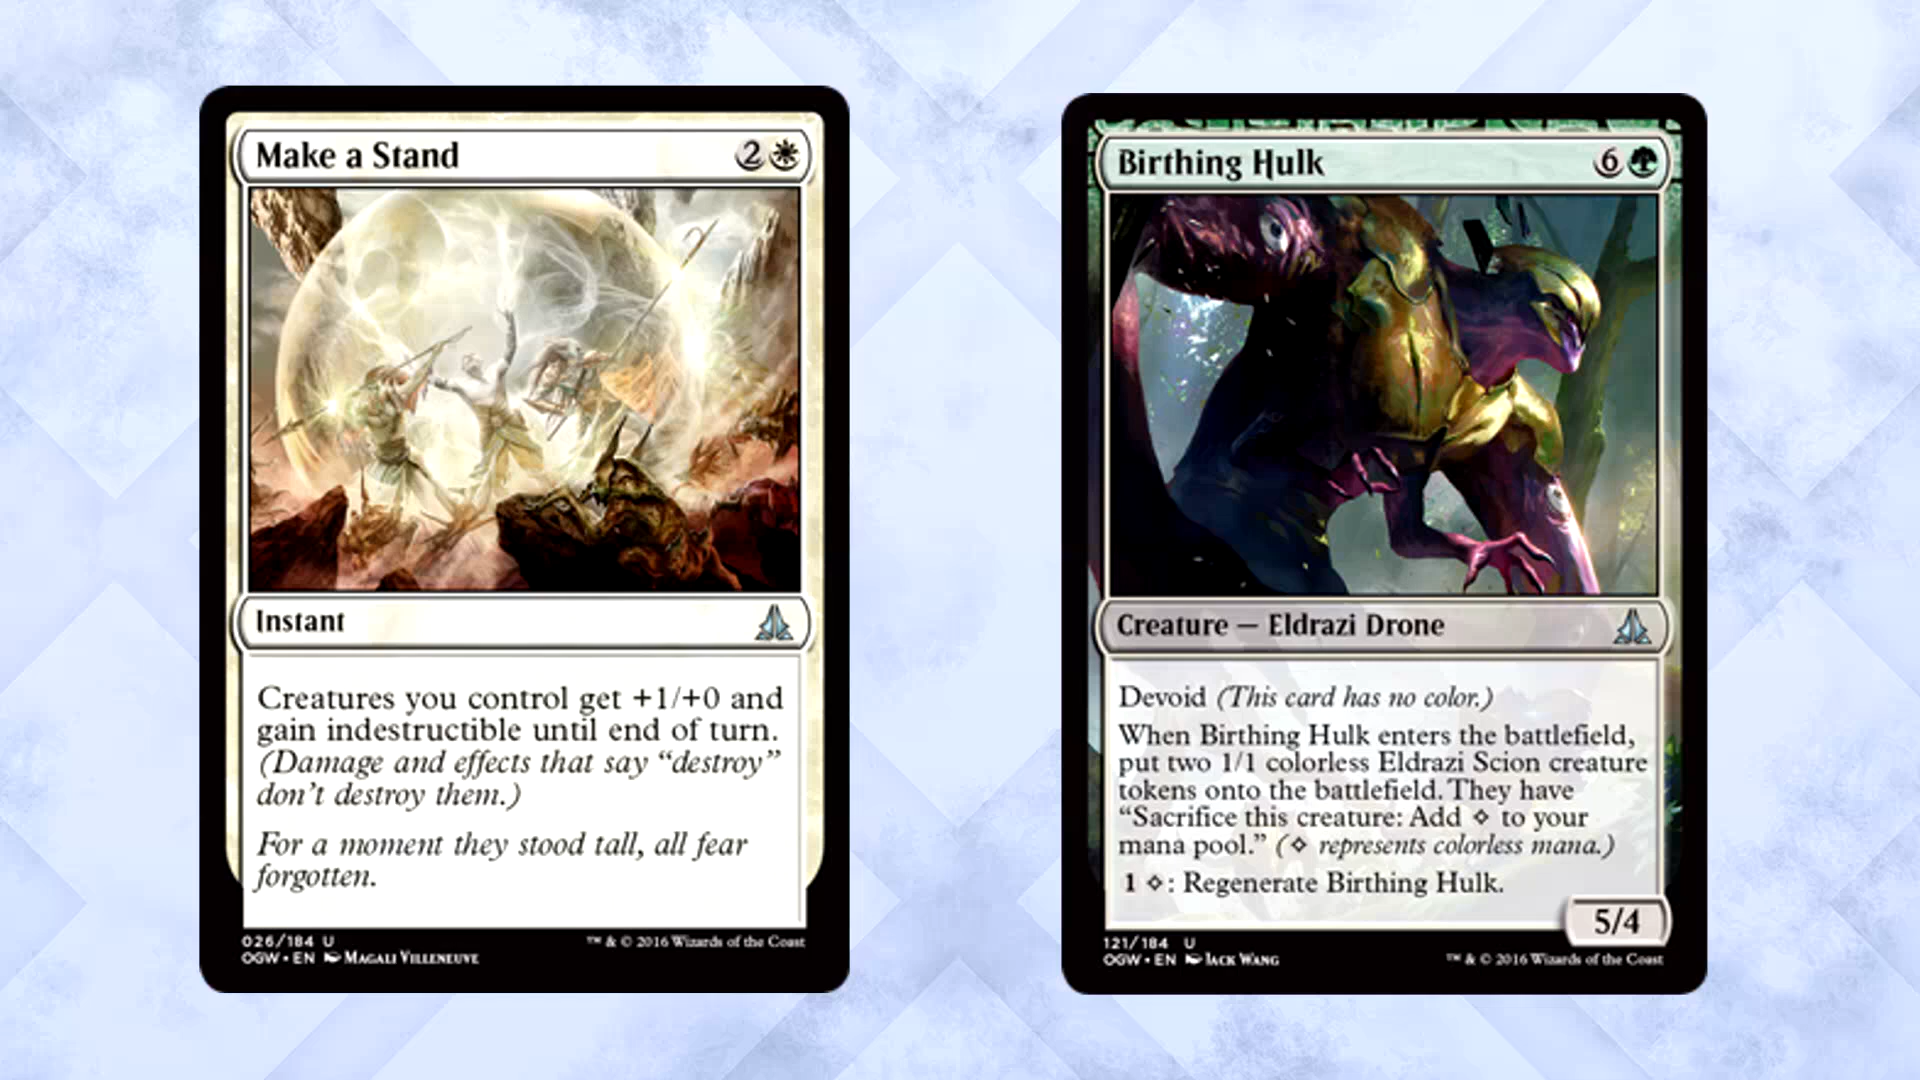 Make a Stand
2
Instant
Creatures you control get +1/+0 and
gain indestructible until end of turn.
(Damage and effects that say “destroy”
don’t destroy them.)
For a moment they stood tall, all fear
forgotten.
026/184 U
OGW • EN Magali Villeneuve
™ & © 2016 Wizards of the Coast
Birthing Hulk
6
Creature — Eldrazi Drone
Devoid (This card has no color.)
When Birthing Hulk enters the battlefield,
put two 1/1 colorless Eldrazi Scion creature
tokens onto the battlefield. They have
“Sacrifice this creature: Add ◇ to your
mana pool.” (◇ represents colorless mana.)
1 ◇: Regenerate Birthing Hulk.
5/4
121/184 U
OGW • EN Jack Wang
™ & © 2016 Wizards of the Coast